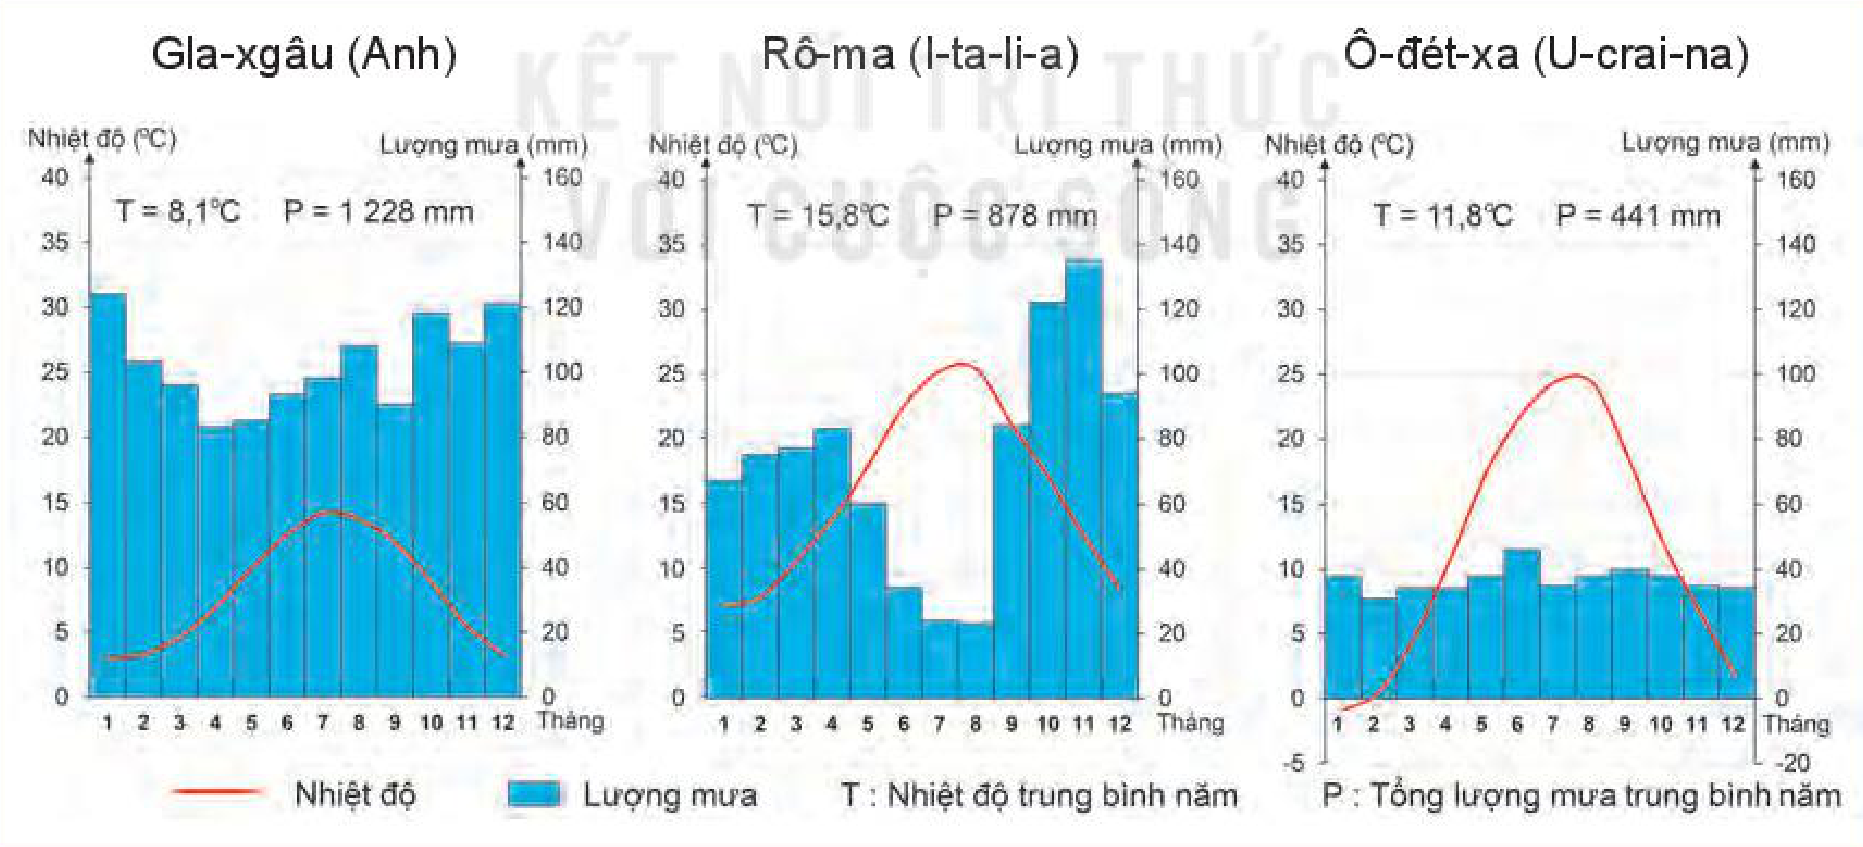 Gla-xgâu (Anh)
Nhiệt độ (ºC)
Lượng mưa (mm)
T = 8,1ºC P = 1 228 mm
40
35
30
25
20
15
10
5
0
160
140
120
100
80
60
40
20
0
1 2 3 4 5 6 7 8 9 10 11 12 Tháng
Rô-ma (I-ta-li-a)
Nhiệt độ (ºC)
Lượng mưa (mm)
T = 15,8ºC P = 878 mm
40
35
30
25
20
15
10
5
0
160
140
120
100
80
60
40
20
0
1 2 3 4 5 6 7 8 9 10 11 12 Tháng
Ô-đét-xa (U-crai-na)
Nhiệt độ (ºC)
Lượng mưa (mm)
T = 11,8ºC P = 441 mm
40
35
30
25
20
15
10
5
0
-5
160
140
120
100
80
60
40
20
0
-20
1 2 3 4 5 6 7 8 9 10 11 12 Tháng
KẾT NỐI TRI THỨC
VỚI CUỘC SỐNG
Nhiệt độ
Lượng mưa
T : Nhiệt độ trung bình năm
P : Tổng lượng mưa trung bình năm